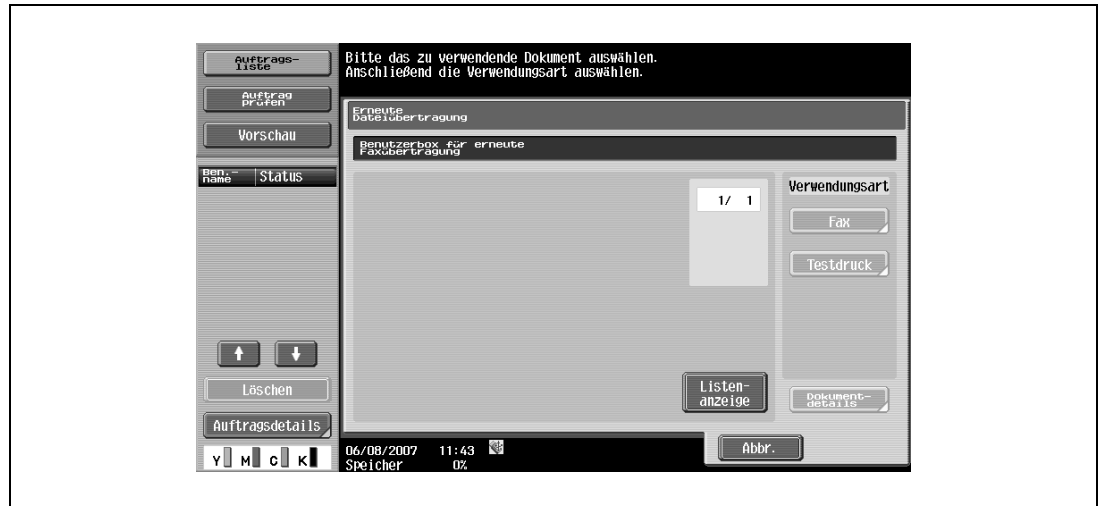 Auftrags-
liste
Auftrag
prüfen
Vorschau
Ben.-
name
Status
Löschen
Auftragsdetails
Y M C K
Bitte das zu verwendende Dokument auswählen.
Anschließend die Verwendungsart auswählen.
Erneute
Dateiübertragung
Benutzerbox für erneute
Faxübertragung
1/ 1
Verwendungsart
Fax
Testdruck
Listen-
anzeige
Dokument-
details
06/08/2007 11:43
Speicher 0%
Abbr.